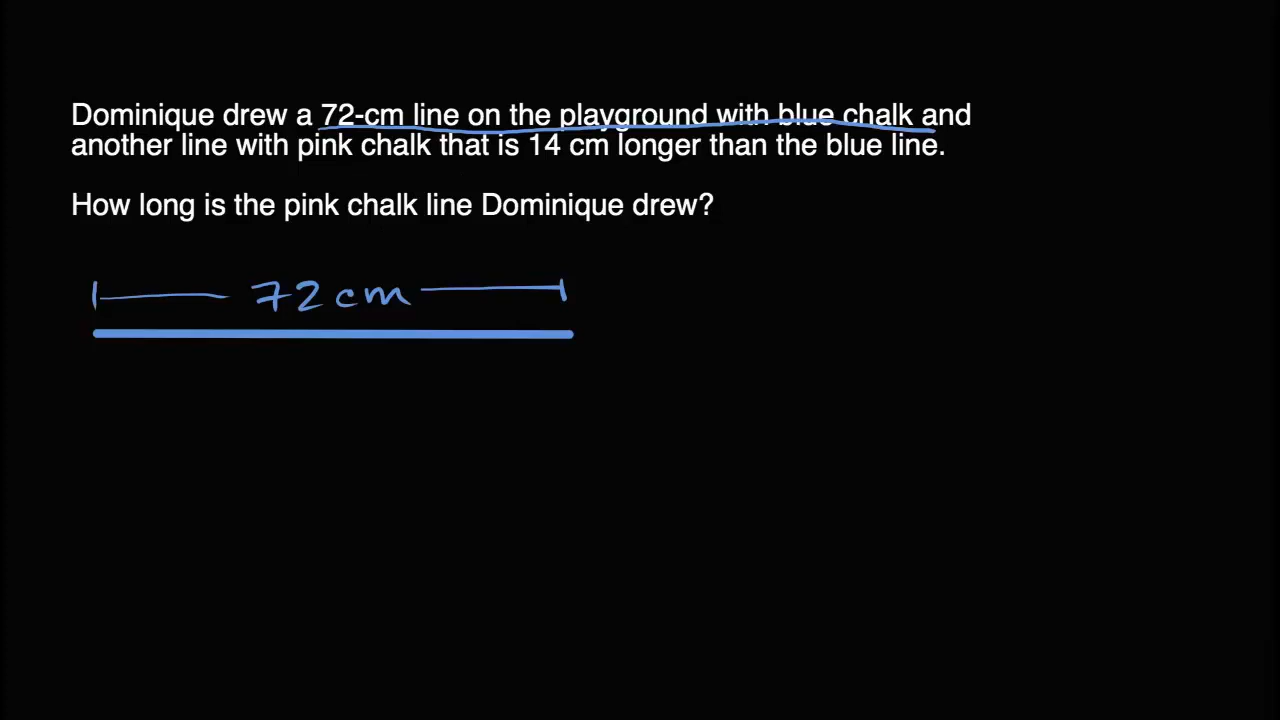 Dominique drew a 72-cm line on the playground with blue chalk and
another line with pink chalk that is 14 cm longer than the blue line.
How long is the pink chalk line Dominique drew?
72 cm